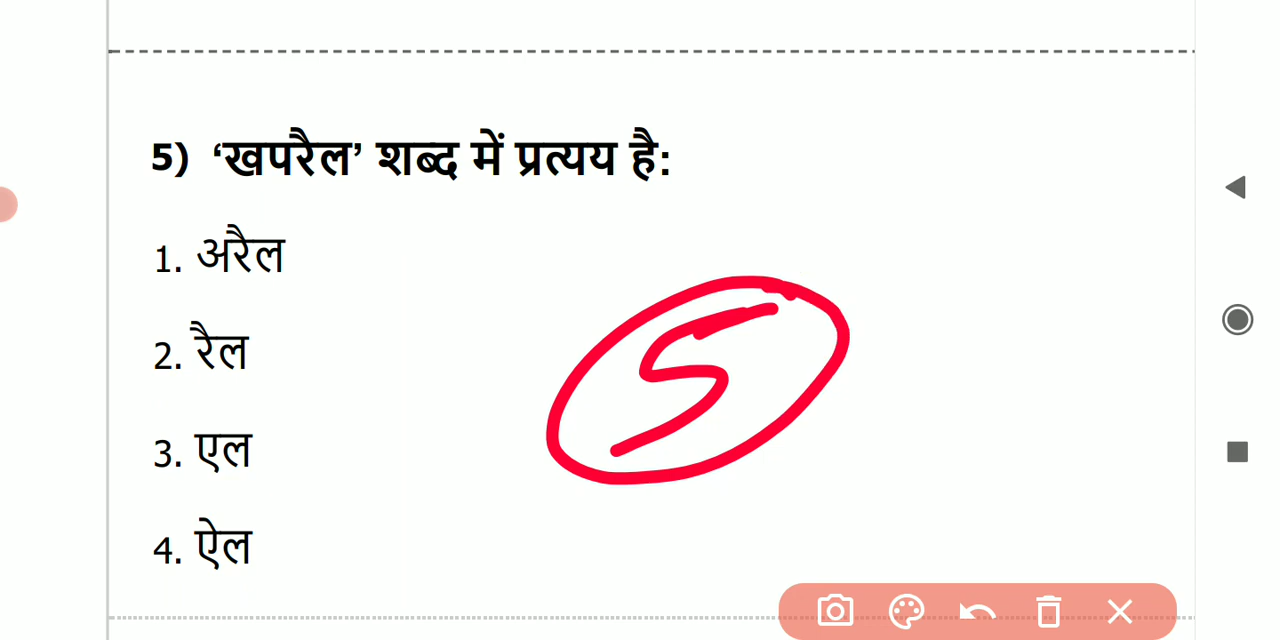 5) ‘खपरैल’ शब्द में प्रत्यय है:
1. अरैल
2. रैल
3. एल
4. ऐल
5